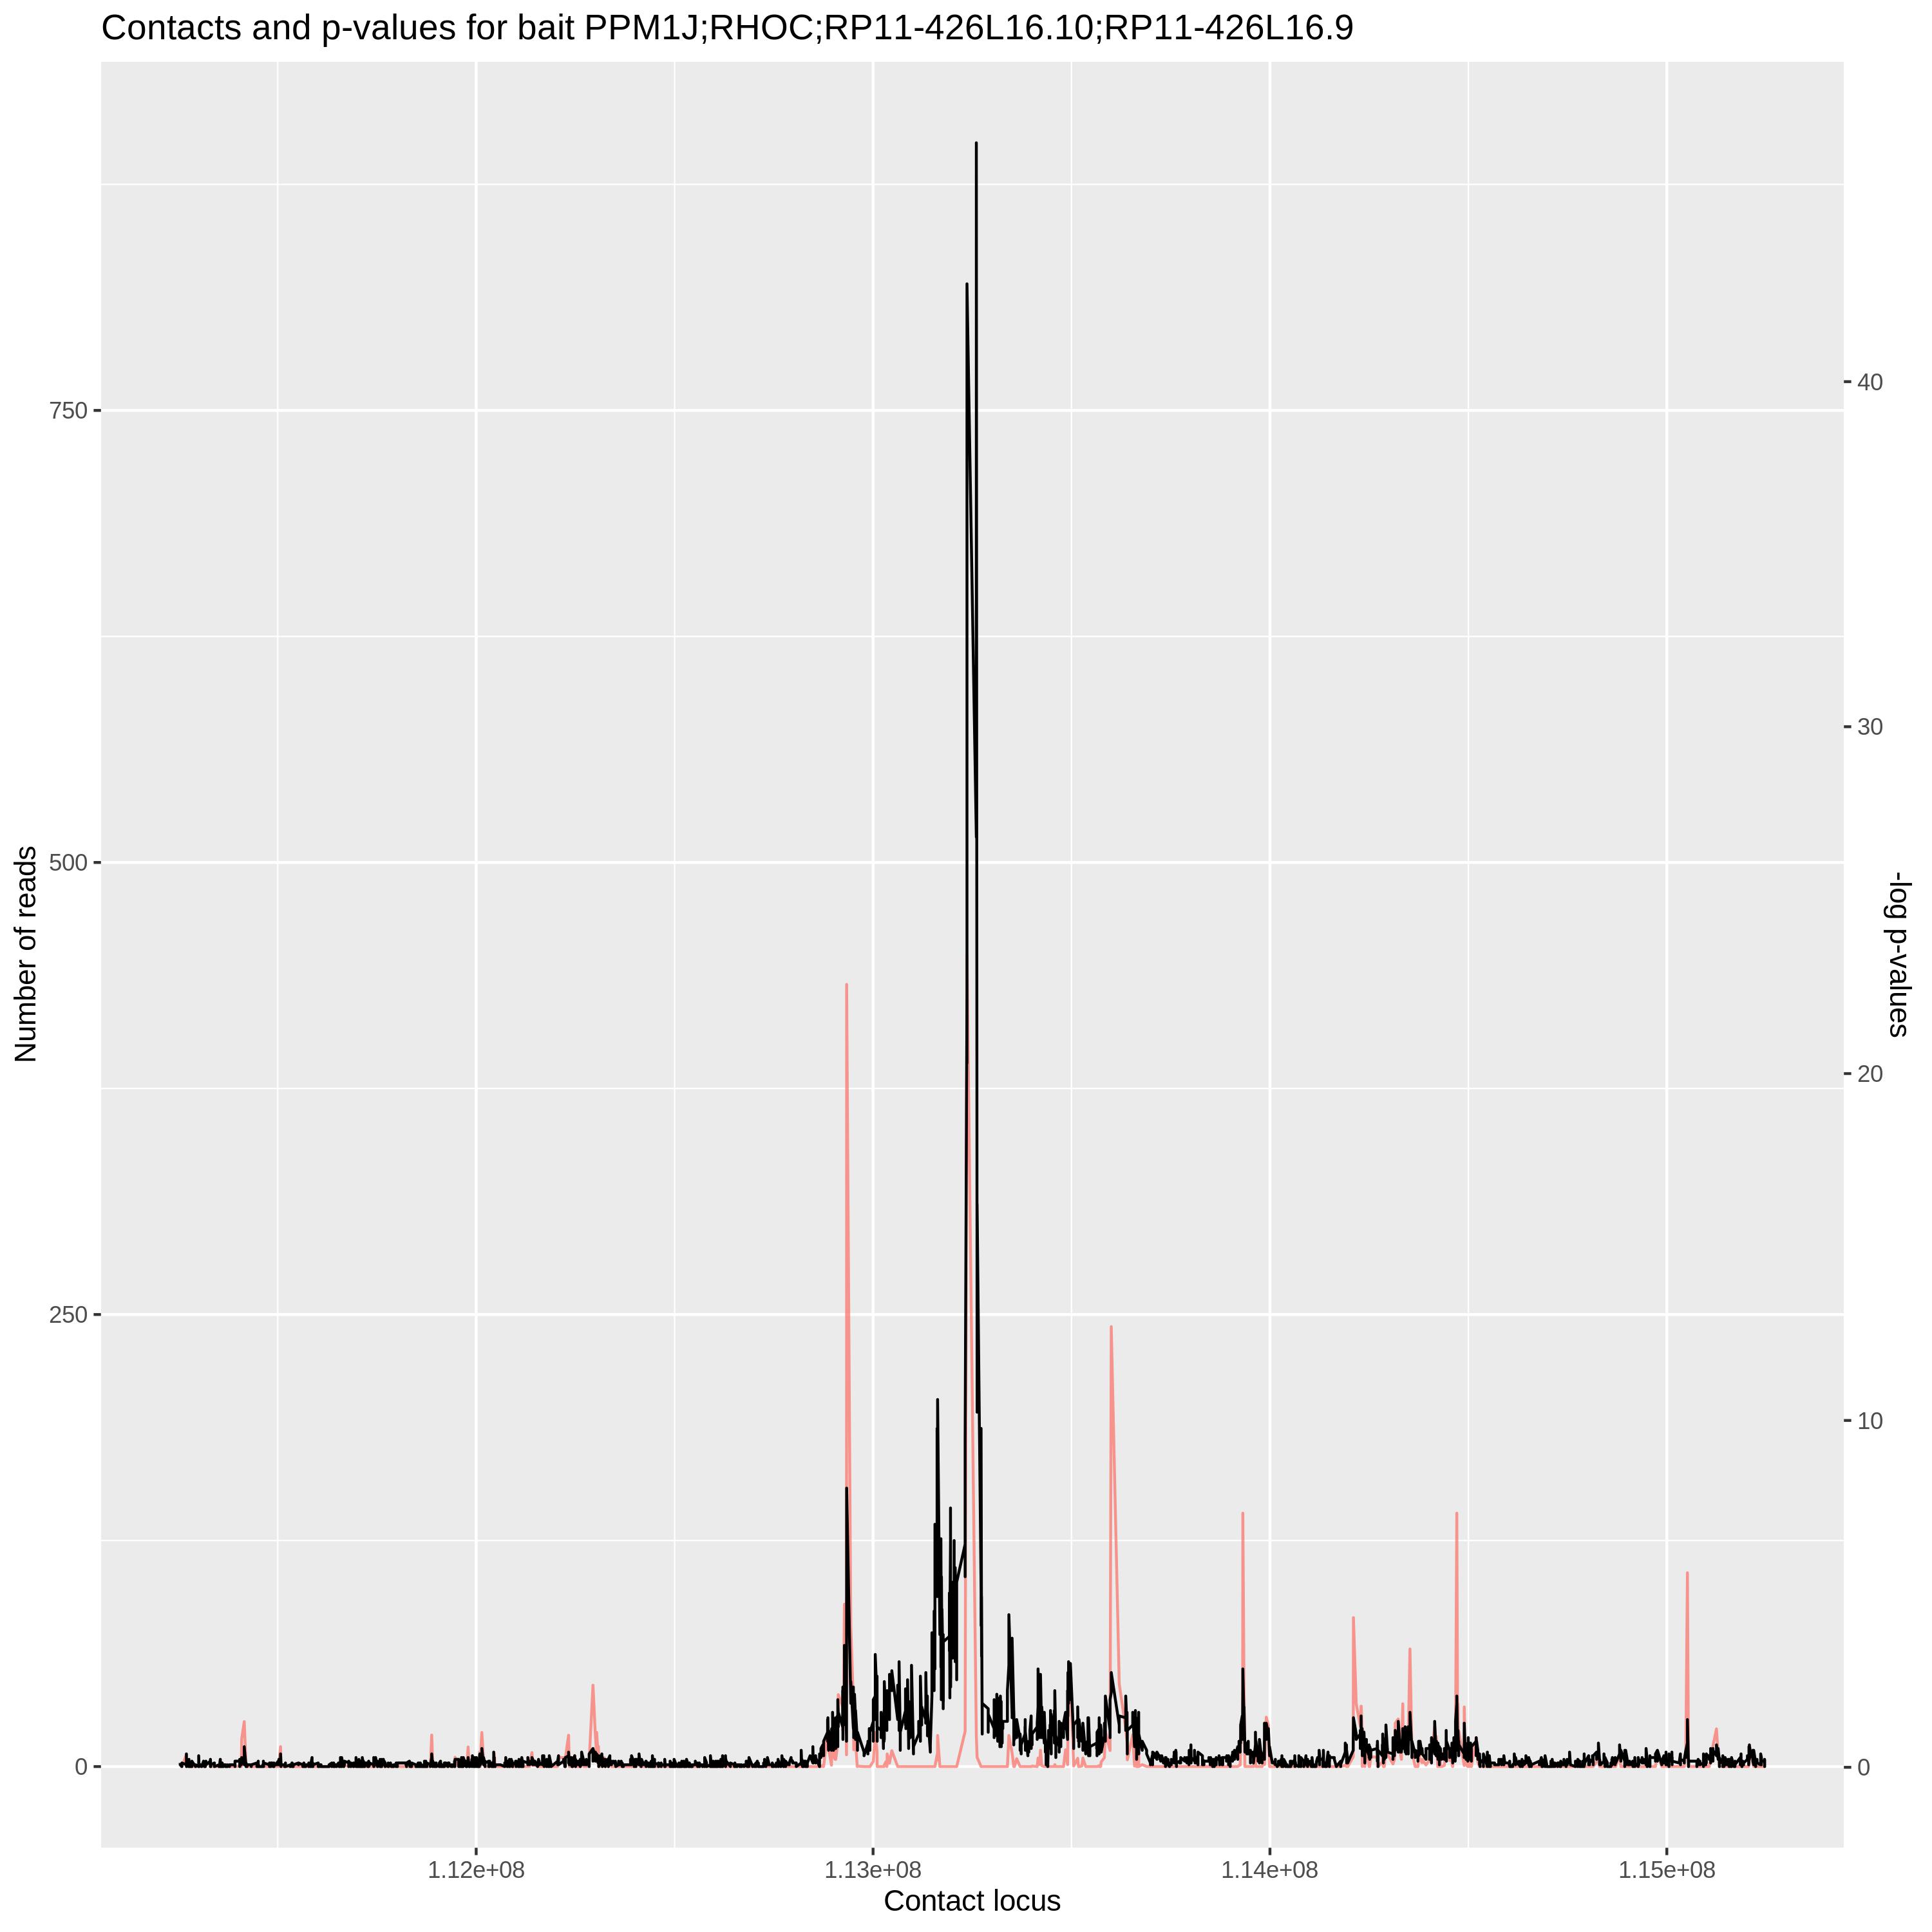 Contacts and p-values for bait PPM1J;RHOC;RP11-426L16.10;RP11-426L16.9
Number of reads
750
500
250
0
40
30
20
10
0
-log p-values
1.12e+08
1.13e+08
1.14e+08
1.15e+08
Contact locus